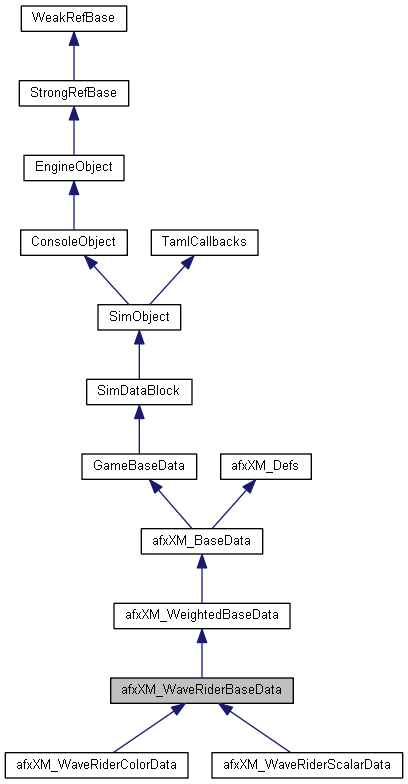 WeakRefBase
StrongRefBase
EngineObject
ConsoleObject
TamlCallbacks
SimObject
SimDataBlock
GameBaseData
afxXM_Defs
afxXM_BaseData
afxXM_WeightedBaseData
afxXM_WaveRiderBaseData
afxXM_WaveRiderColorData
afxXM_WaveRiderScalarData